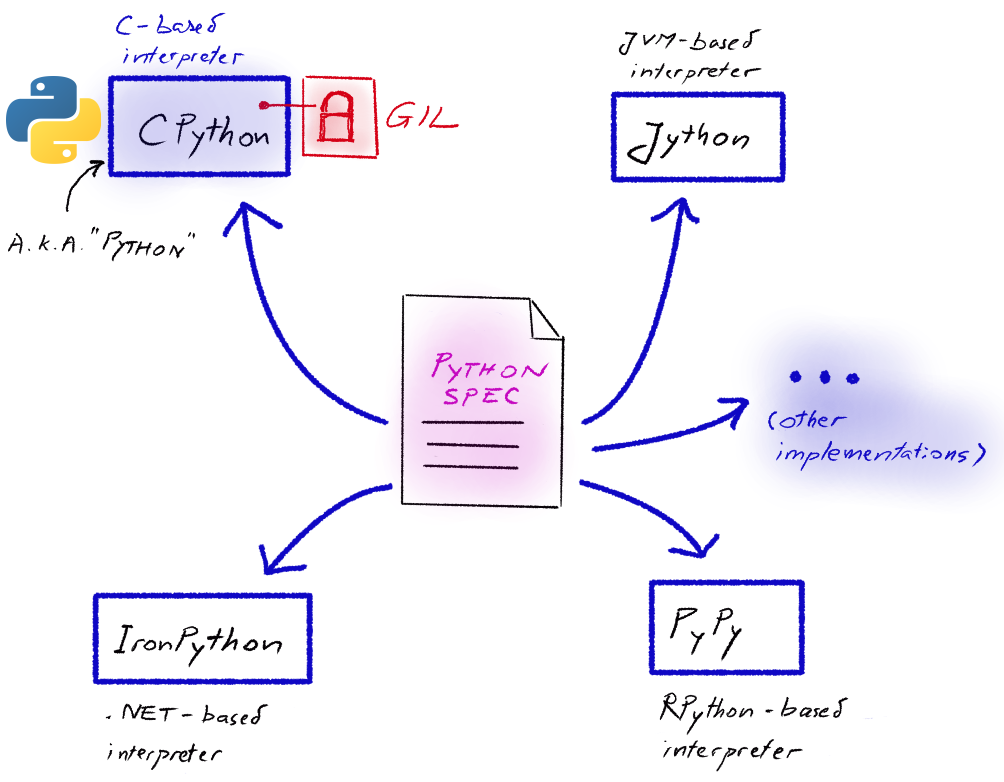 C-based
interpreter
CPython
GIL
A.K.A. "PYTHON"
JVM-based
interpreter
Jython
PYTHON
SPEC
...
(other
implementations)
IronPython
.NET-based
interpreter
PyPy
RPython-based
interpreter